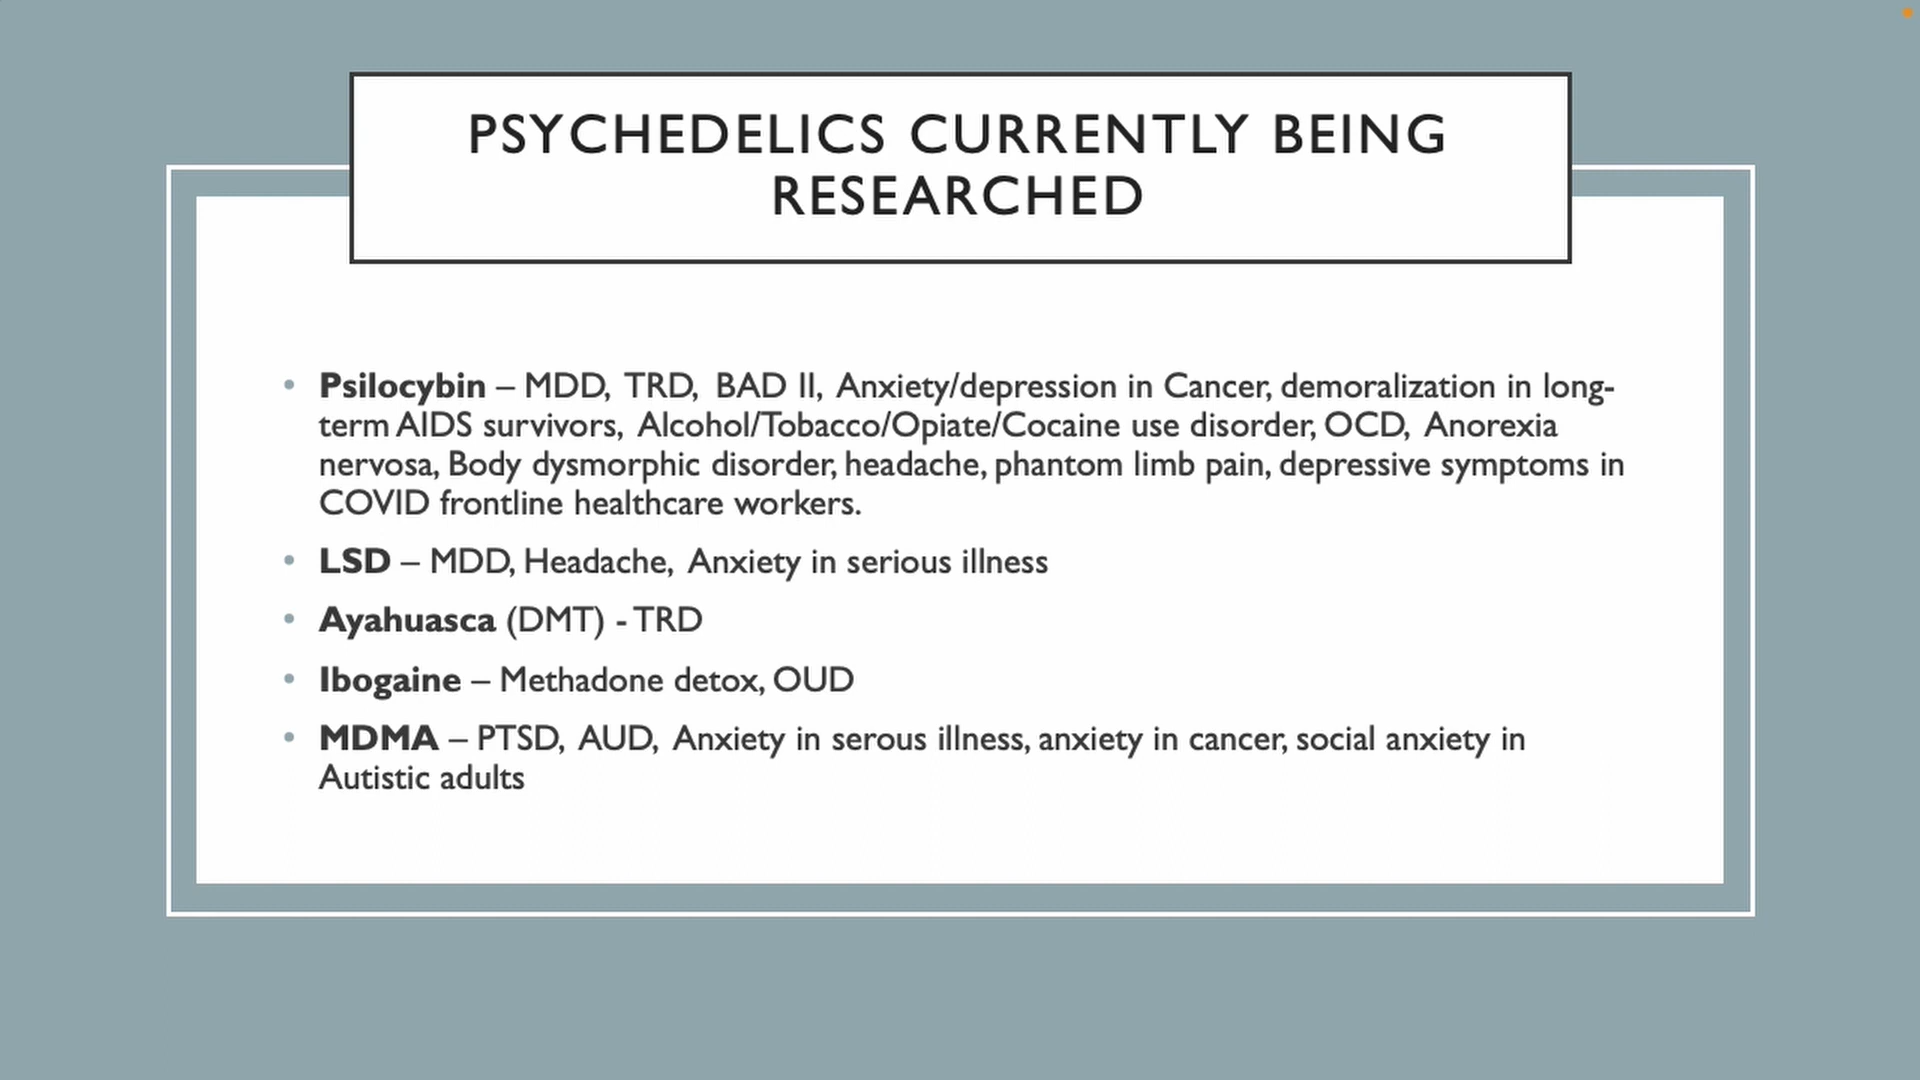 PSYCHEDELICS CURRENTLY BEING
RESEARCHED
• Psilocybin – MDD, TRD, BAD II, Anxiety/depression in Cancer, demoralization in long-
term AIDS survivors, Alcohol/Tobacco/Opiate/Cocaine use disorder, OCD, Anorexia
nervosa, Body dysmorphic disorder, headache, phantom limb pain, depressive symptoms in
COVID frontline healthcare workers.
• LSD – MDD, Headache, Anxiety in serious illness
• Ayahuasca (DMT) - TRD
• Ibogaine – Methadone detox, OUD
• MDMA – PTSD, AUD, Anxiety in serous illness, anxiety in cancer, social anxiety in
Autistic adults